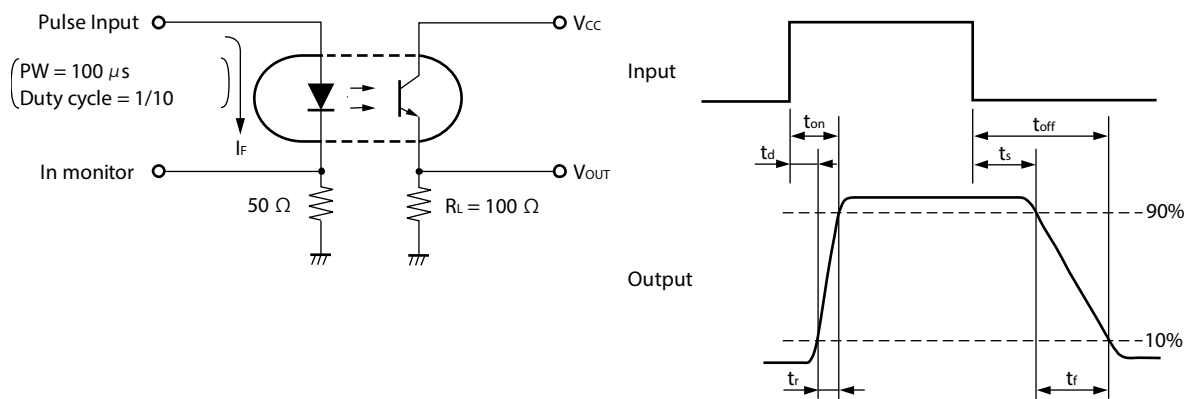 Pulse Input
PW = 100 μs
Duty cycle = 1/10
IF
In monitor
50 Ω
VCC
VOUT
RL = 100 Ω
Input
ton
toff
td
ts
90%
Output
10%
tr
tf